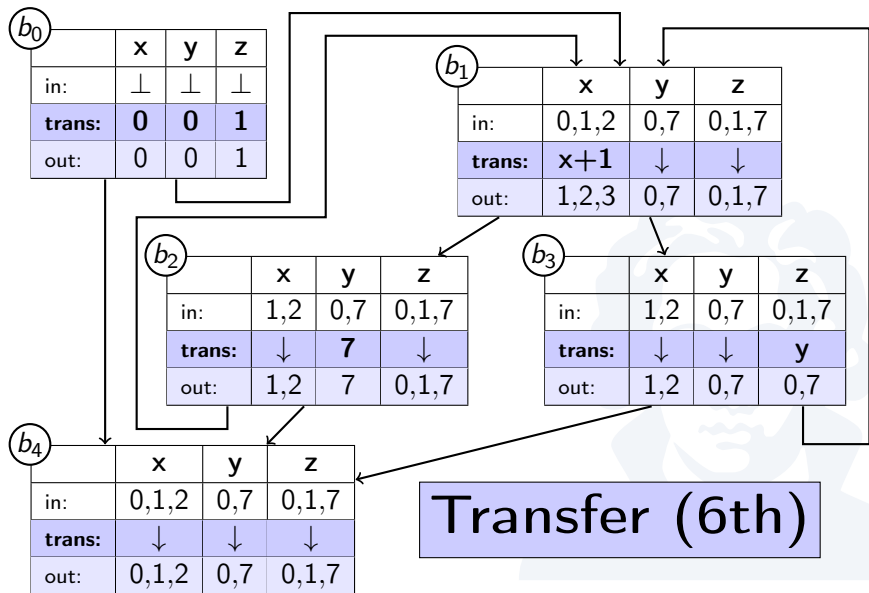 b0
x y z
in: ⊥ ⊥ ⊥
trans: 0 0 1
out: 0 0 1
b1
x y z
in: 0,1,2 0,7 0,1,7
trans: x+1 ↓ ↓
out: 1,2,3 0,7 0,1,7
b2
x y z
in: 1,2 0,7 0,1,7
trans: ↓ 7 ↓
out: 1,2 7 0,1,7
b3
x y z
in: 1,2 0,7 0,1,7
trans: ↓ ↓ y
out: 1,2 0,7 0,7
b4
x y z
in: 0,1,2 0,7 0,1,7
trans: ↓ ↓ ↓
out: 0,1,2 0,7 0,1,7
Transfer (6th)